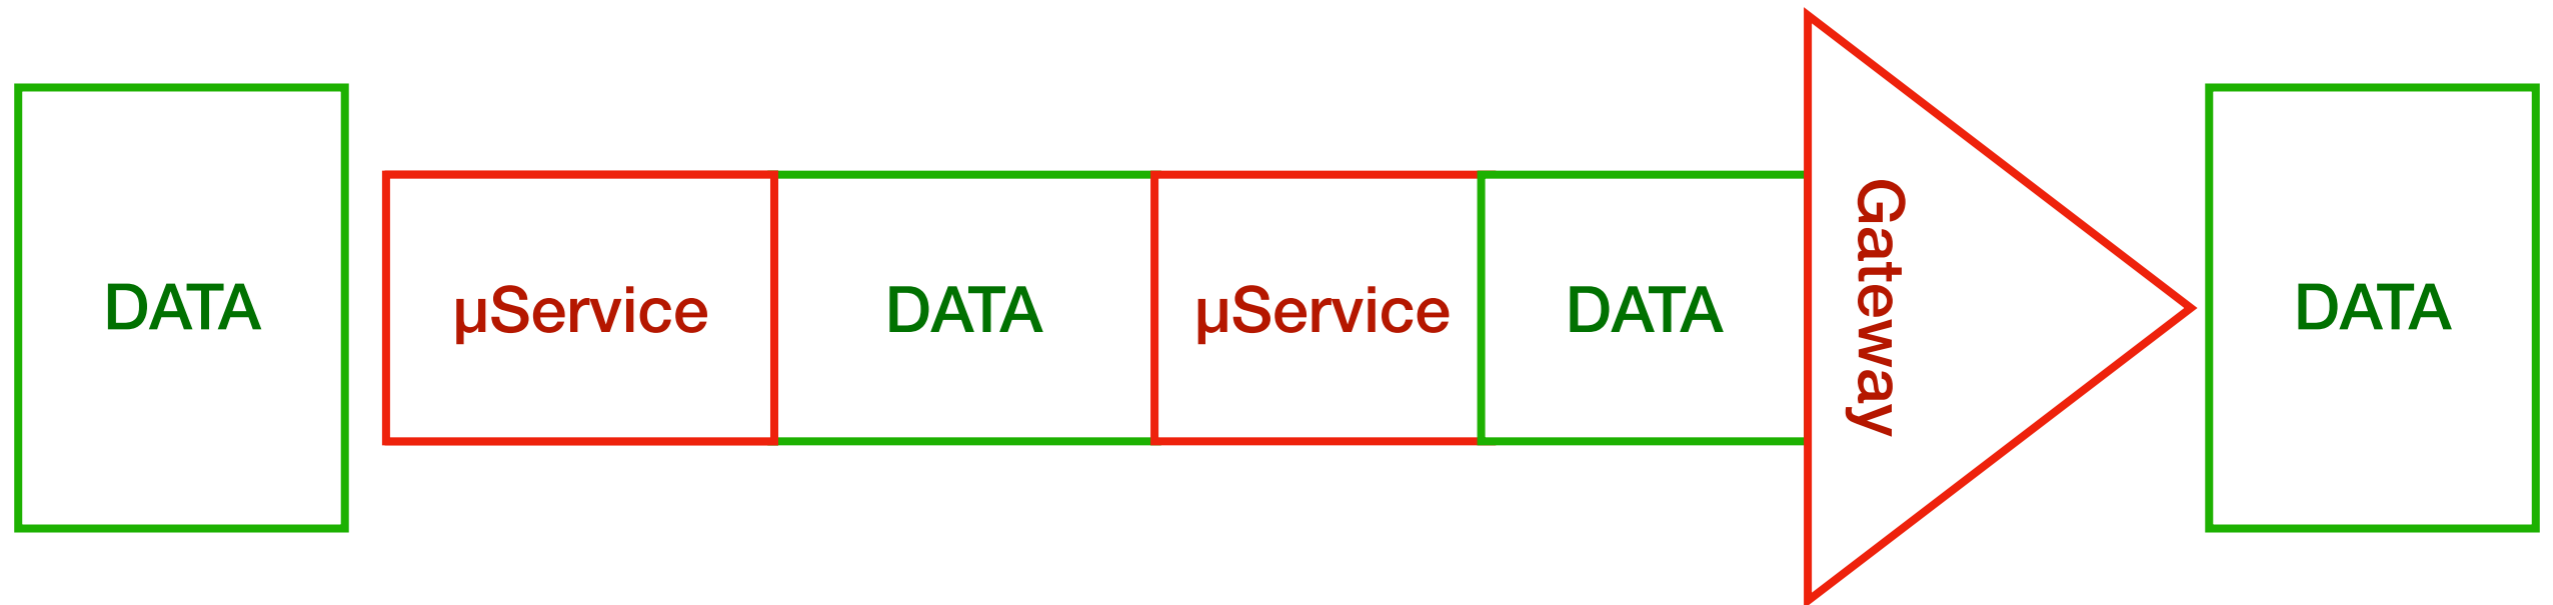 DATA
µService
DATA
µService
DATA
Gateway
DATA